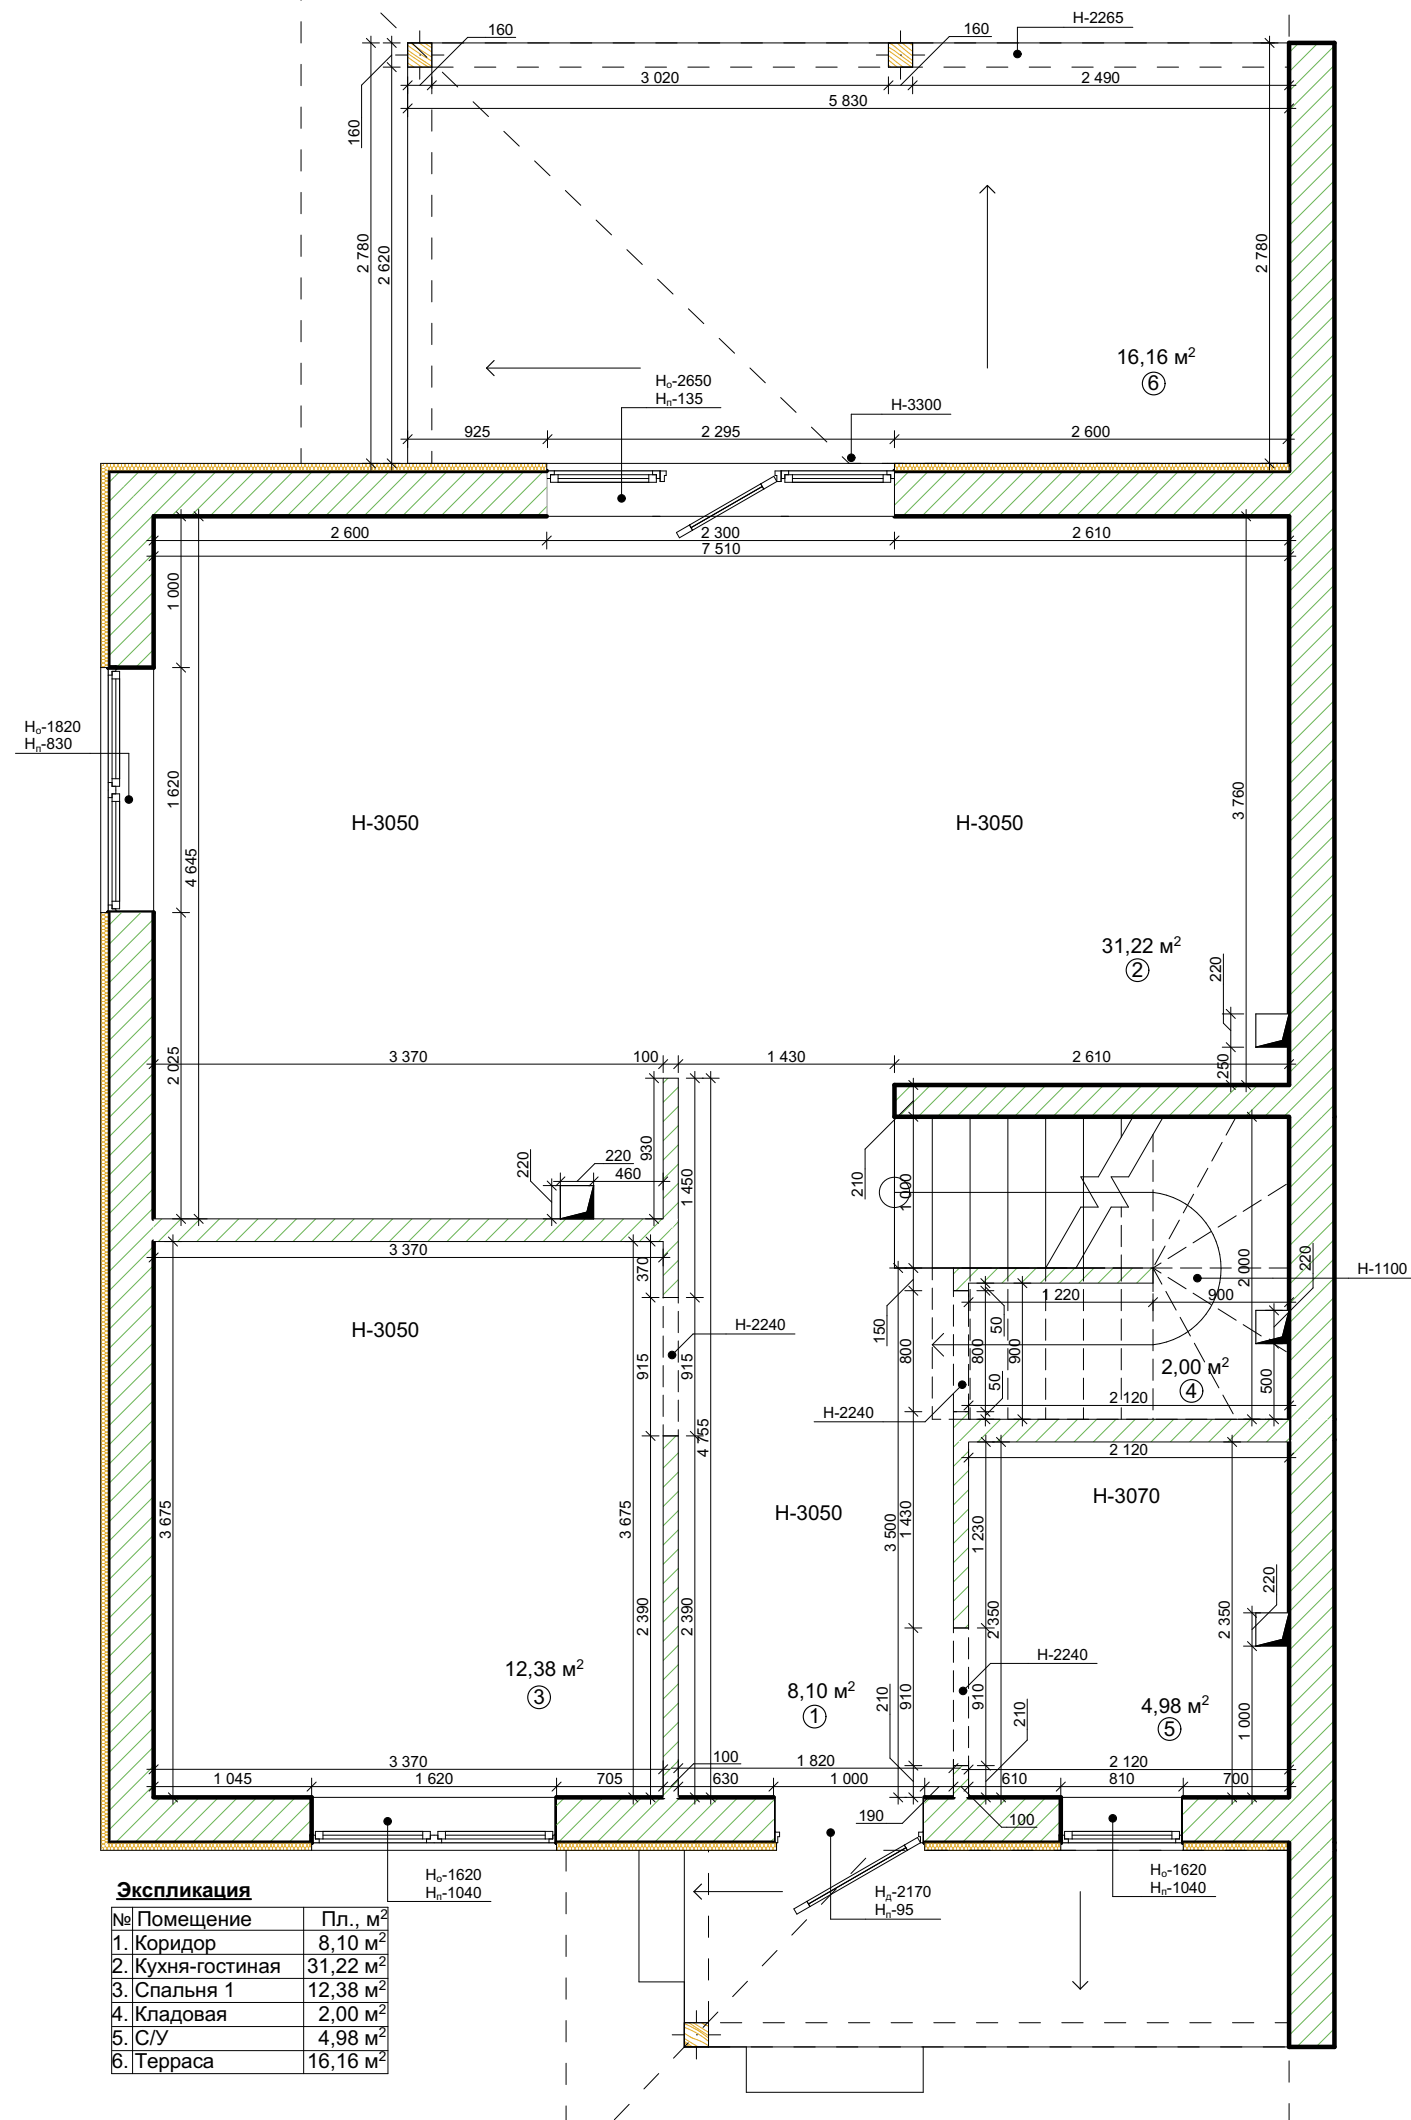 160
160
H-2265
3 020
2 490
5 830
160
2 780
2 620
2 780
16,16 м²
6
Hₒ-2650
Hₙ-135
H-3300
925
2 295
2 600
2 600
2 300
2 610
7 510
1 000
Hₒ-1820
Hₙ-830
1 620
4 645
3 760
H-3050
H-3050
31,22 м²
2
220
250
2 025
3 370
100
1 430
2 610
220
220
460
930
1 450
210
1 000
3 370
370
2 000
220
H-1100
1 220
900
H-3050
H-2240
150
800
800
50
900
50
915
915
2,00 м²
4
500
2 120
H-2240
4 755
2 120
H-3070
3 675
3 675
H-3050
3 500
1 430
1 230
220
2 390
2 390
2 350
2 350
H-2240
12,38 м²
3
8,10 м²
1
210
910
910
210
4,98 м²
5
1 000
3 370
100
1 820
2 120
1 045
1 620
705
630
1 000
610
810
700
190
100
Hₒ-1620
Hₙ-1040
Hд-2170
Hₙ-95
Hₒ-1620
Hₙ-1040
Экспликация
№ Помещение Пл., м²
1. Коридор 8,10 м²
2. Кухня-гостиная 31,22 м²
3. Спальня 1 12,38 м²
4. Кладовая 2,00 м²
5. С/У 4,98 м²
6. Терраса 16,16 м²